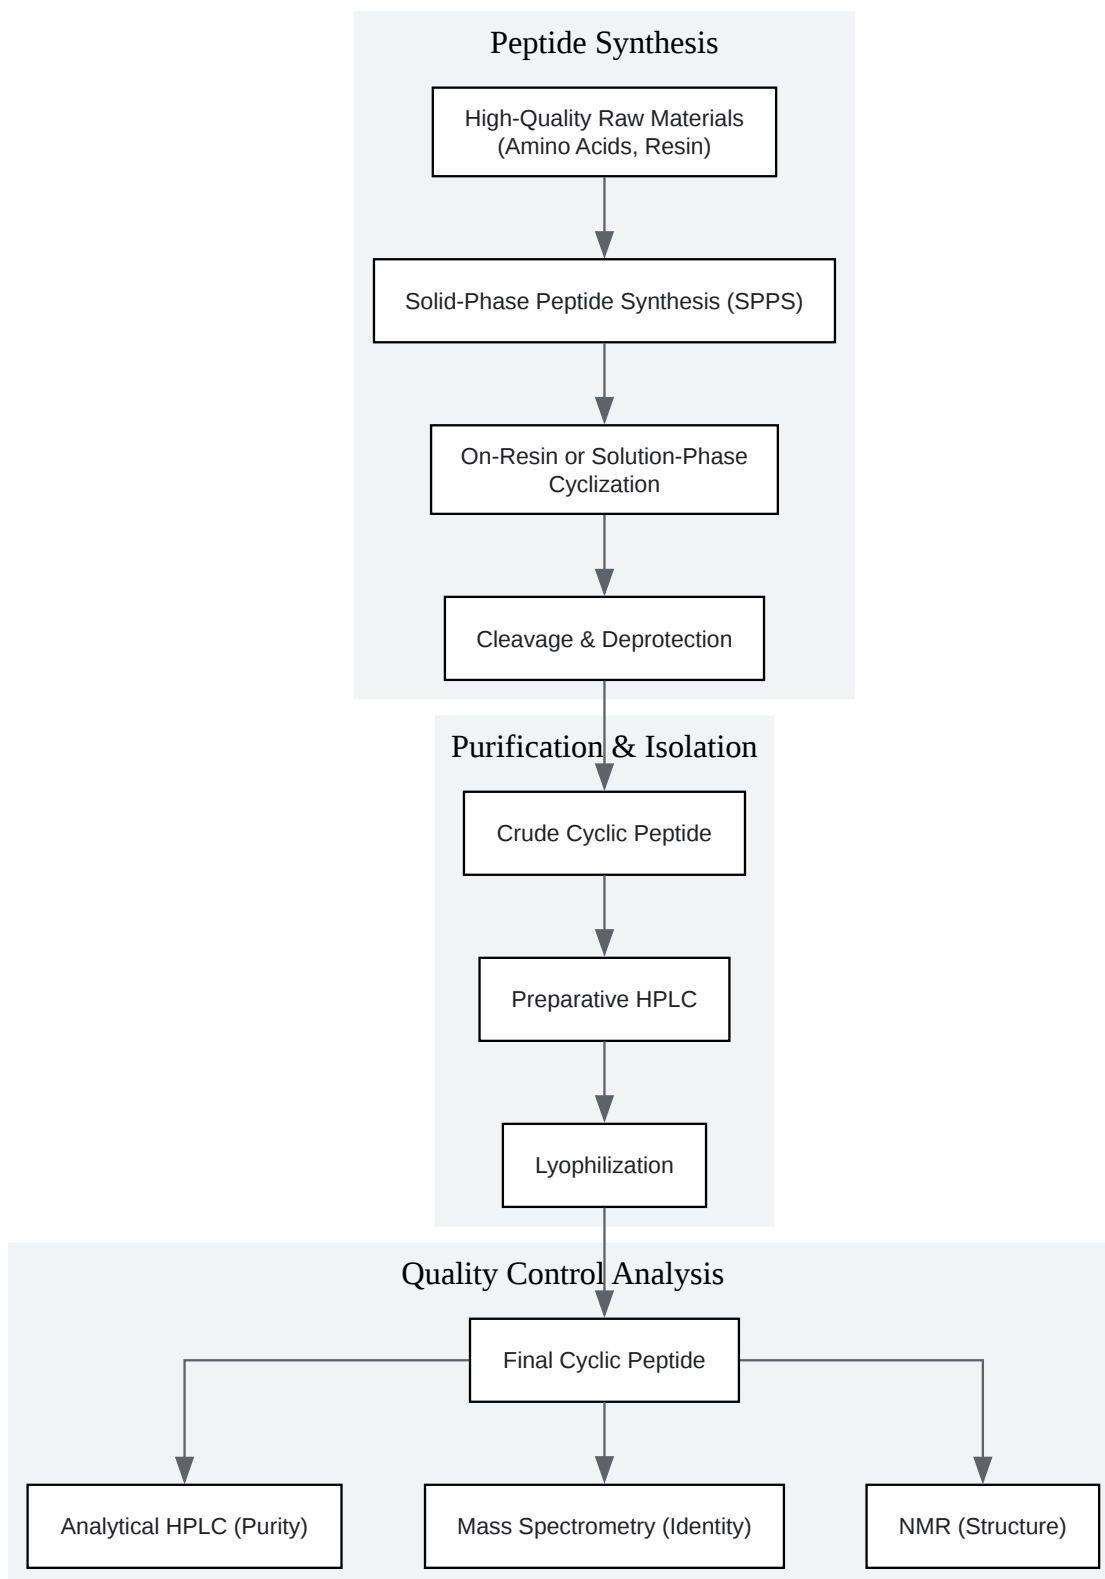 Peptide Synthesis
High-Quality Raw Materials
(Amino Acids, Resin)
Solid-Phase Peptide Synthesis (SPPS)
On-Resin or Solution-Phase
Cyclization
Cleavage & Deprotection
Purification & Isolation
Crude Cyclic Peptide
Preparative HPLC
Lyophilization
Quality Control Analysis
Final Cyclic Peptide
Analytical HPLC (Purity)
Mass Spectrometry (Identity)
NMR (Structure)